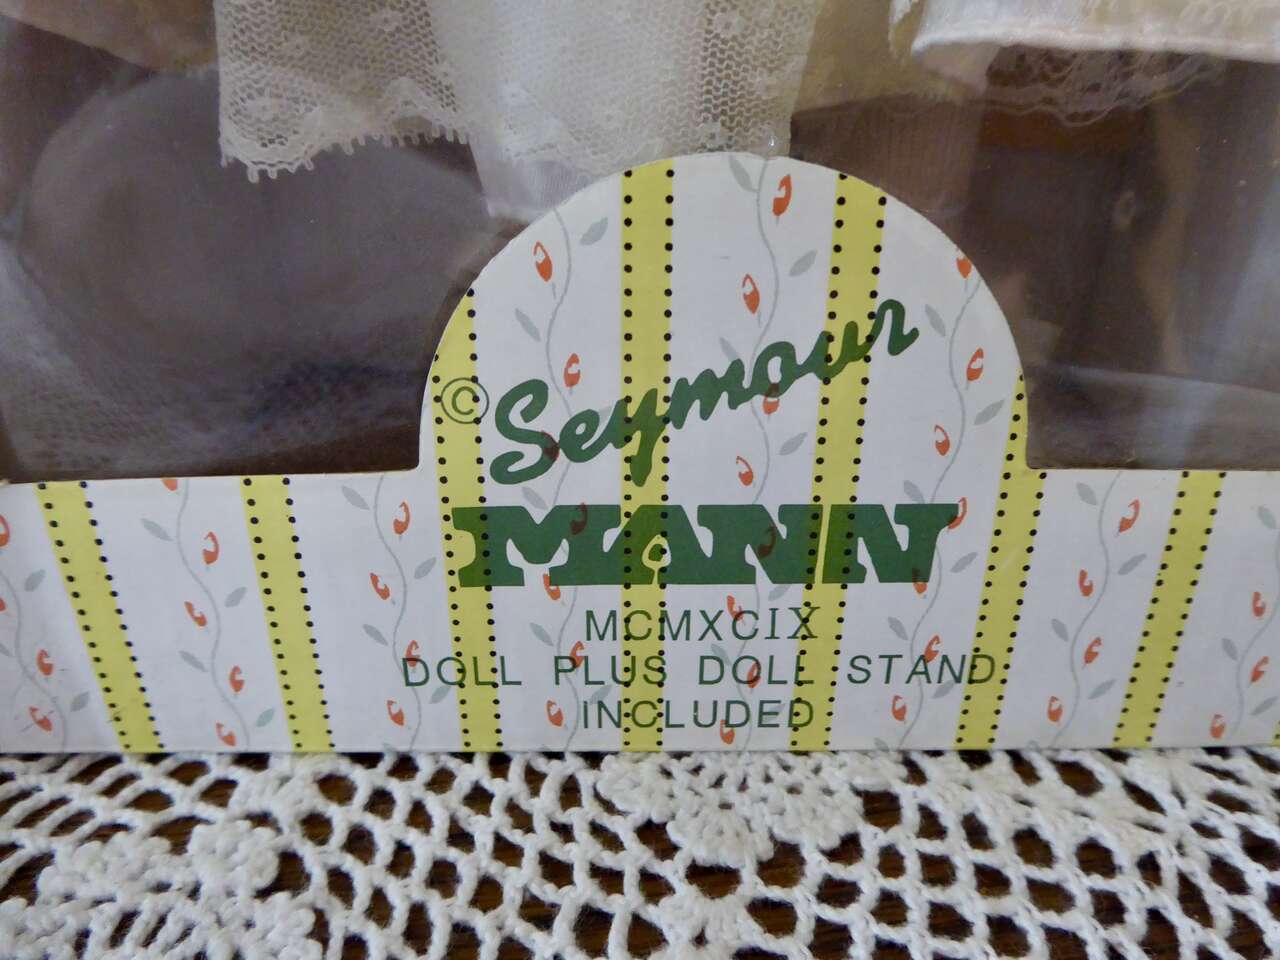 © Seymour
MANN
MCMXCIX
DOLL PLUS DOLL STAND
INCLUDED